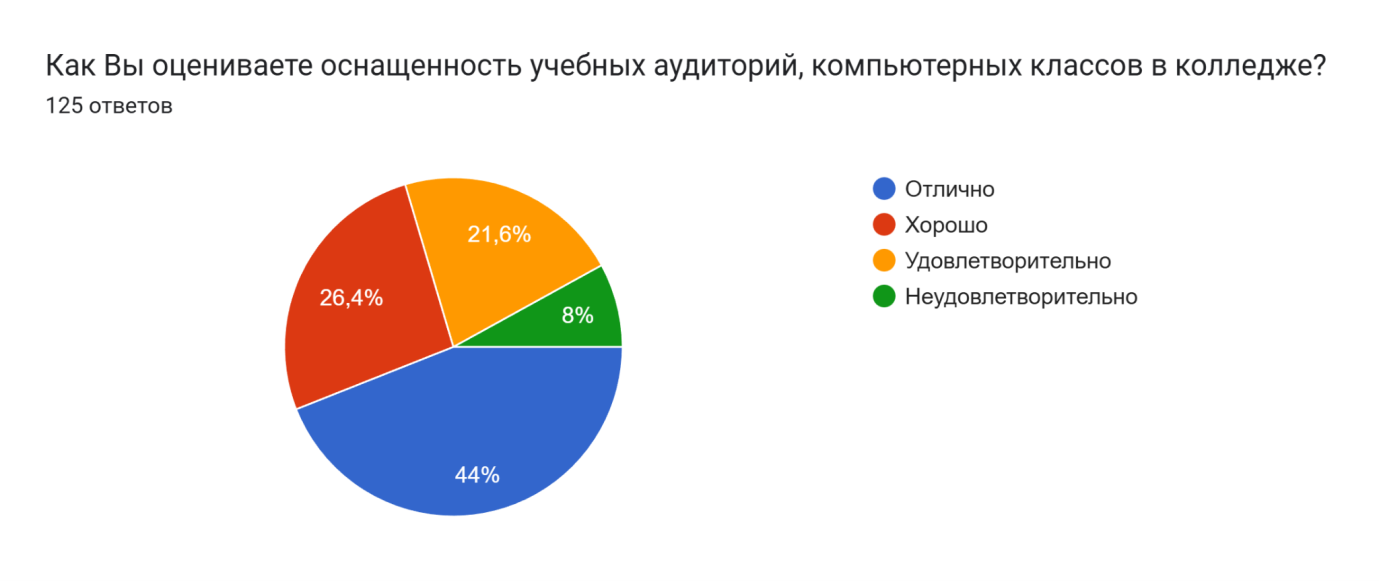 Как Вы оцениваете оснащенность учебных аудиторий, компьютерных классов в колледже?
125 ответов
Отлично
Хорошо
Удовлетворительно
Неудовлетворительно
21,6%
26,4%
8%
44%